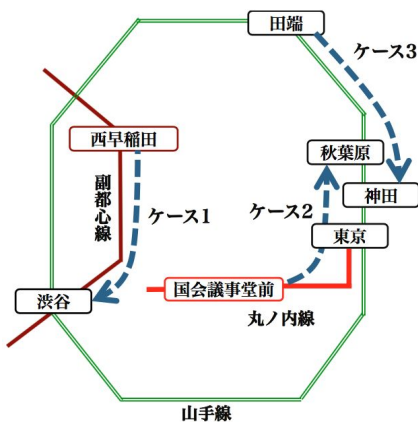 田端
ケース3
西早稲田
秋葉原
副都心線
ケース1
ケース2
神田
東京
渋谷
国会議事堂前
丸ノ内線
山手線